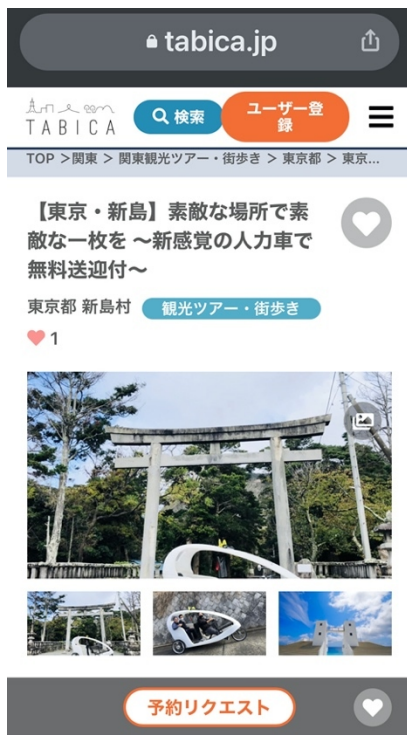 tabica.jp
TABICA
検索
ユーザー登
録
TOP >関東 > 関東観光ツアー・街歩き > 東京都 > 東京...
【東京・新島】素敵な場所で素
敵な一枚を 〜新感覚の人力車で
無料送迎付〜
東京都 新島村 観光ツアー・街歩き
1
予約リクエスト